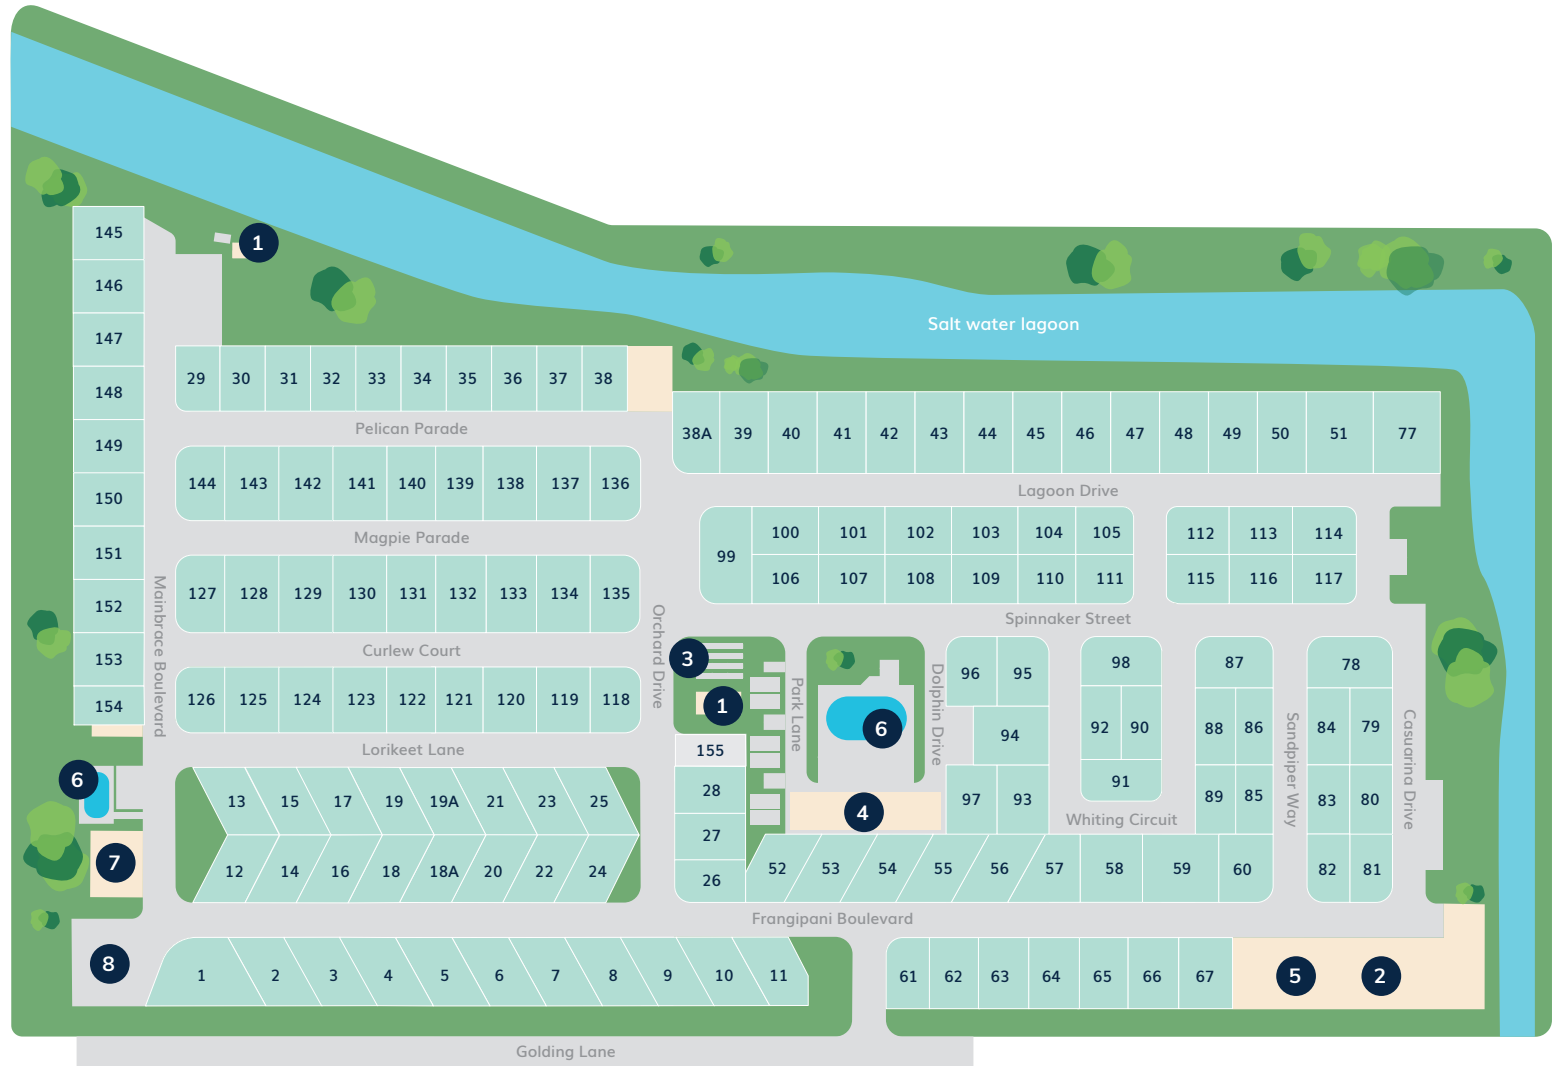 145
146
147
148
149
150
151
152
153
154
1
Salt water lagoon
29 30 31 32 33 34 35 36 37 38
Pelican Parade
38A 39 40 41 42 43 44 45 46 47 48 49 50 51 77
Lagoon Drive
144 143 142 141 140 139 138 137 136
Magpie Parade
127 128 129 130 131 132 133 134 135
Curlew Court
126 125 124 123 122 121 120 119 118
Lorikeet Lane
Mainbrace Boulevard
Orchard Drive
99
100 101 102 103 104 105
106 107 108 109 110 111
112 113 114
115 116 117
Spinnaker Street
3
1
155
28
27
26
Park Lane
6
4
Dolphin Drive
96 95
94
97 93
98
92 90
91
Whiting Circuit
87
88 86
89 85
Sandpiper Way
78
84 79
83 80
82 81
Casuarina Drive
6
7
8
13 15 17 19 19A 21 23 25
12 14 16 18 18A 20 22 24
52 53 54 55 56 57 58 59 60
Frangipani Boulevard
1 2 3 4 5 6 7 8 9 10 11
61 62 63 64 65 66 67
5 2
Golding Lane